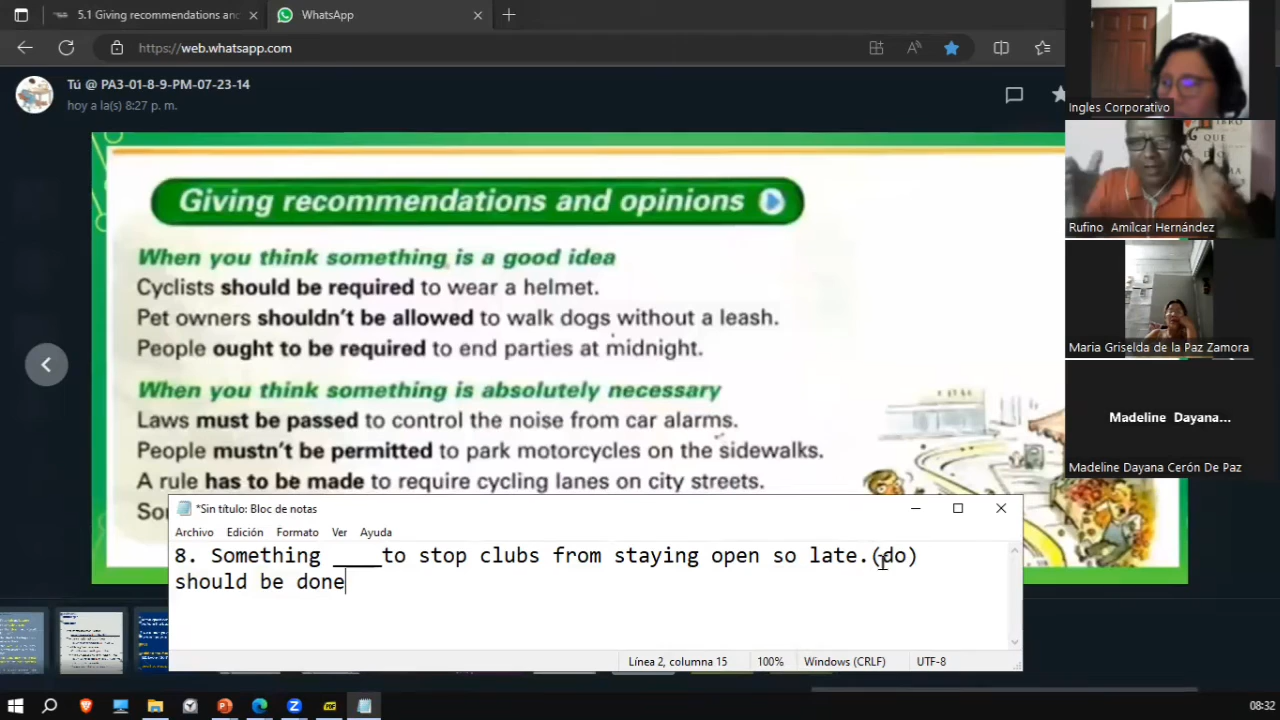 5.1 Giving recommendations and
WhatsApp
https://web.whatsapp.com
Tú @ PA3-01-8-9-PM-07-23-14
hoy a la(s) 8:27 p. m.
Giving recommendations and opinions
When you think something is a good idea
Cyclists should be required to wear a helmet.
Pet owners shouldn't be allowed to walk dogs without a leash.
People ought to be required to end parties at midnight.
When you think something is absolutely necessary
Laws must be passed to control the noise from car alarms.
People mustn't be permitted to park motorcycles on the sidewalks.
A rule has to be made to require cycling lanes on city streets.
*Sin título: Bloc de notas
Archivo Edición Formato Ver Ayuda
8. Something ____to stop clubs from staying open so late.(do)
should be done
Línea 2, columna 15 100% Windows (CRLF) UTF-8
Ingles Corporativo
LIBRO
QUE
DIO
Rufino Amílcar Hernández
Maria Griselda de la Paz Zamora
Madeline Dayana...
Madeline Dayana Cerón De Paz
08:32